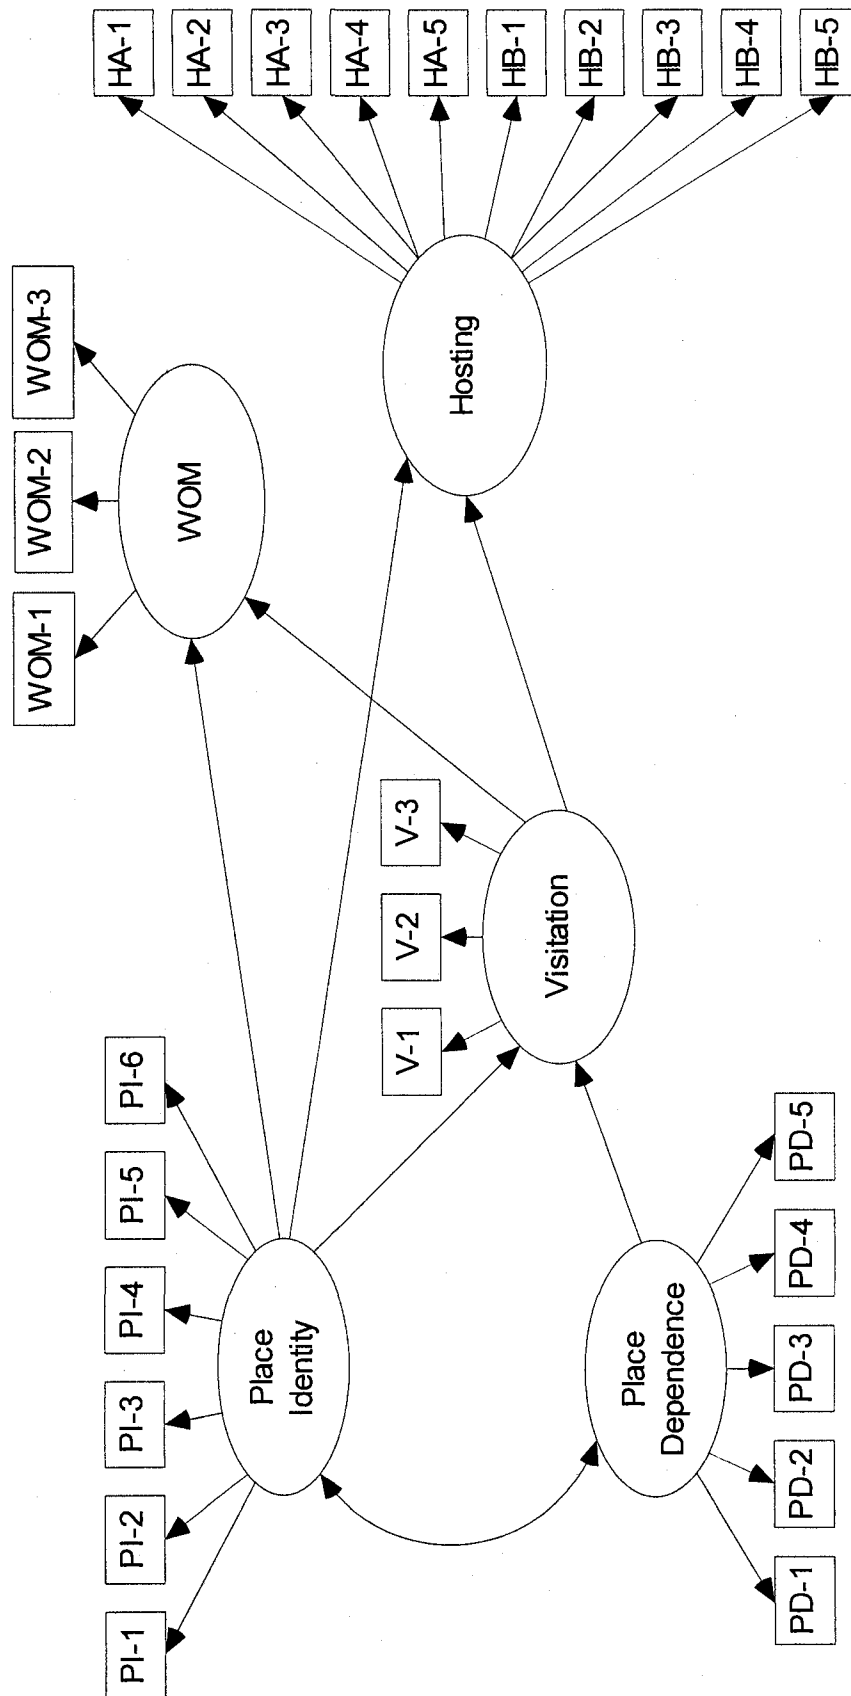 PI-1
PI-2
PI-3
PI-4
PI-5
PI-6
Place
Identity
PD-1
PD-2
PD-3
PD-4
PD-5
Place
Dependence
V-1
V-2
V-3
Visitation
WOM-1
WOM-2
WOM-3
WOM
Hosting
HA-1
HA-2
HA-3
HA-4
HA-5
HB-1
HB-2
HB-3
HB-4
HB-5